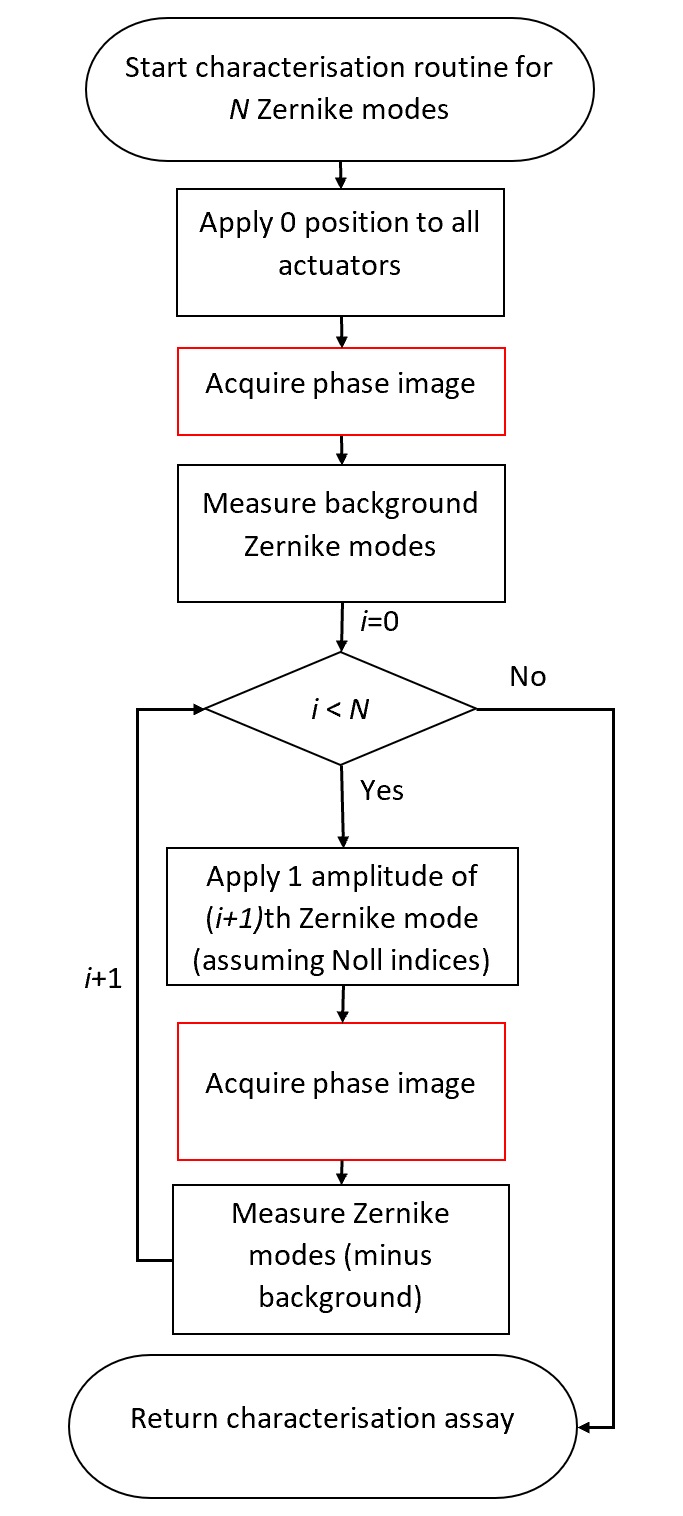 Start characterisation routine for
N Zernike modes
Apply 0 position to all
actuators
Acquire phase image
Measure background
Zernike modes
i=0
No
i < N
Yes
Apply 1 amplitude of
(i+1)th Zernike mode
(assuming Noll indices)
i+1
Acquire phase image
Measure Zernike
modes (minus
background)
Return characterisation assay